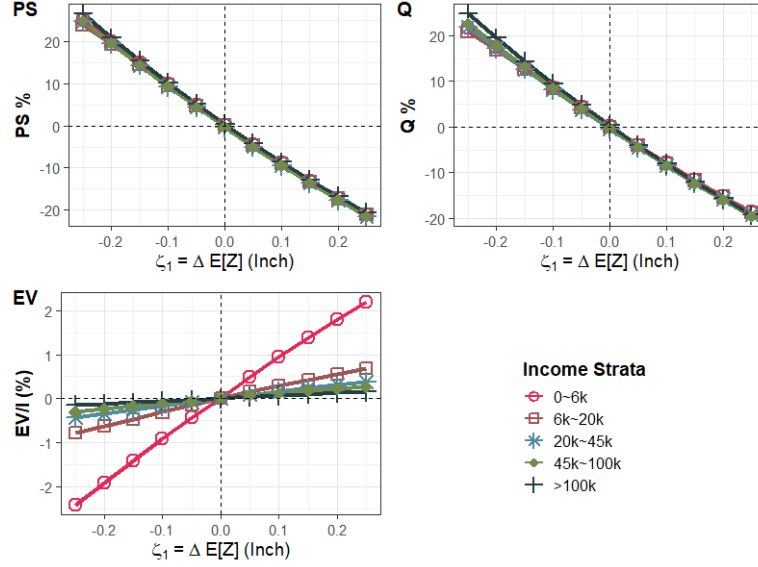 PS
Q
20
10
0
-10
-20
PS %
-0.2 -0.1 0.0 0.1 0.2
ζ1 = Δ E[Z] (Inch)
20
10
0
-10
-20
Q %
-0.2 -0.1 0.0 0.1 0.2
ζ1 = Δ E[Z] (Inch)
EV
2
1
0
-1
-2
EV/I (%)
-0.2 -0.1 0.0 0.1 0.2
ζ1 = Δ E[Z] (Inch)
Income Strata
0~6k
6k~20k
20k~45k
45k~100k
>100k